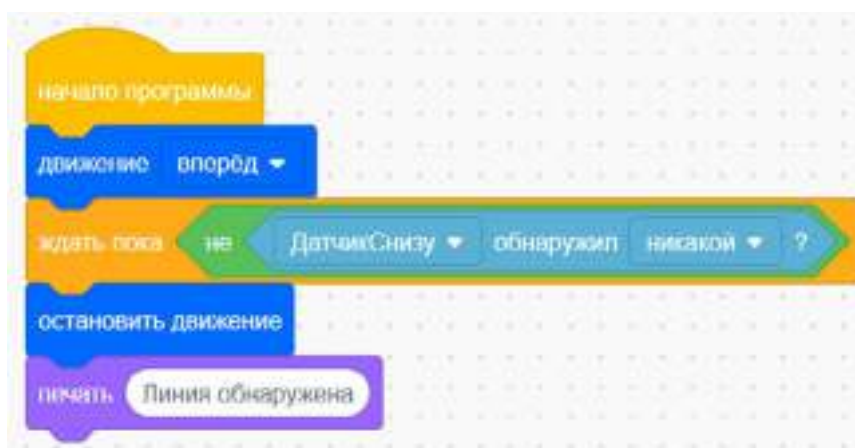 начало программы
движение вперёд
ждать пока не ДатчикСнизу обнаружил никакой ?
остановить движение
печать Линия обнаружена